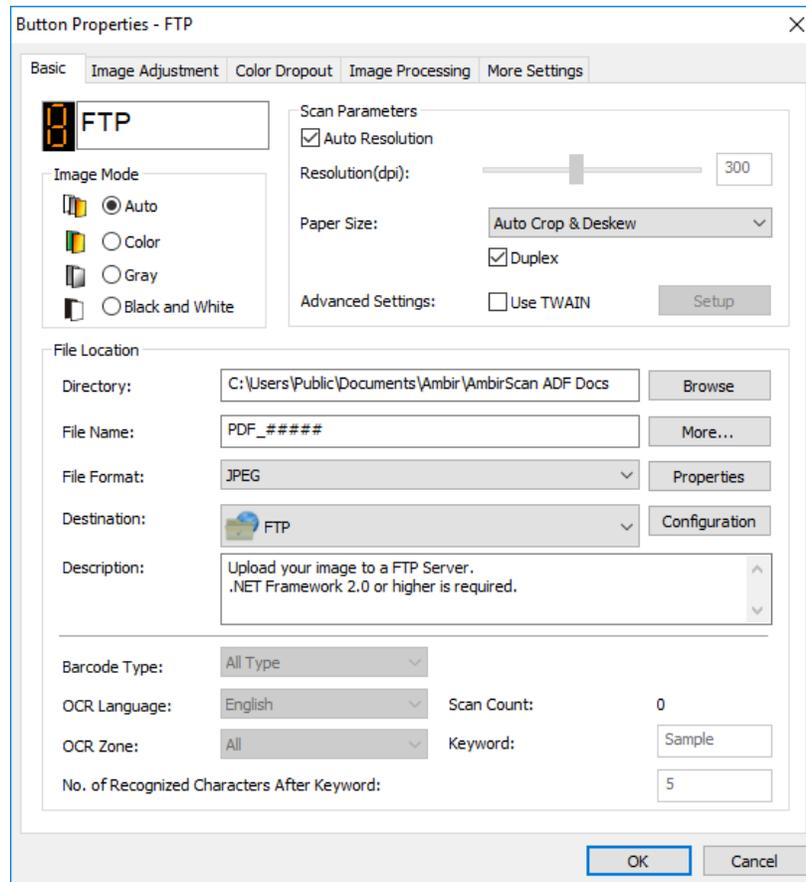 Button Properties - FTP
Basic
Image Adjustment
Color Dropout
Image Processing
More Settings
FTP
Image Mode
Auto
Color
Gray
Black and White
Scan Parameters
Auto Resolution
Resolution(dpi):
300
Paper Size:
Auto Crop & Deskew
Duplex
Advanced Settings:
Use TWAIN
Setup
File Location
Directory:
C:\Users\Public\Documents\Ambir\AmbirScan ADF Docs
Browse
File Name:
PDF_#####
More...
File Format:
JPEG
Properties
Destination:
FTP
Configuration
Description:
Upload your image to a FTP Server.
.NET Framework 2.0 or higher is required.
Barcode Type:
All Type
OCR Language:
English
Scan Count:
0
OCR Zone:
All
Keyword:
Sample
No. of Recognized Characters After Keyword:
5
OK
Cancel